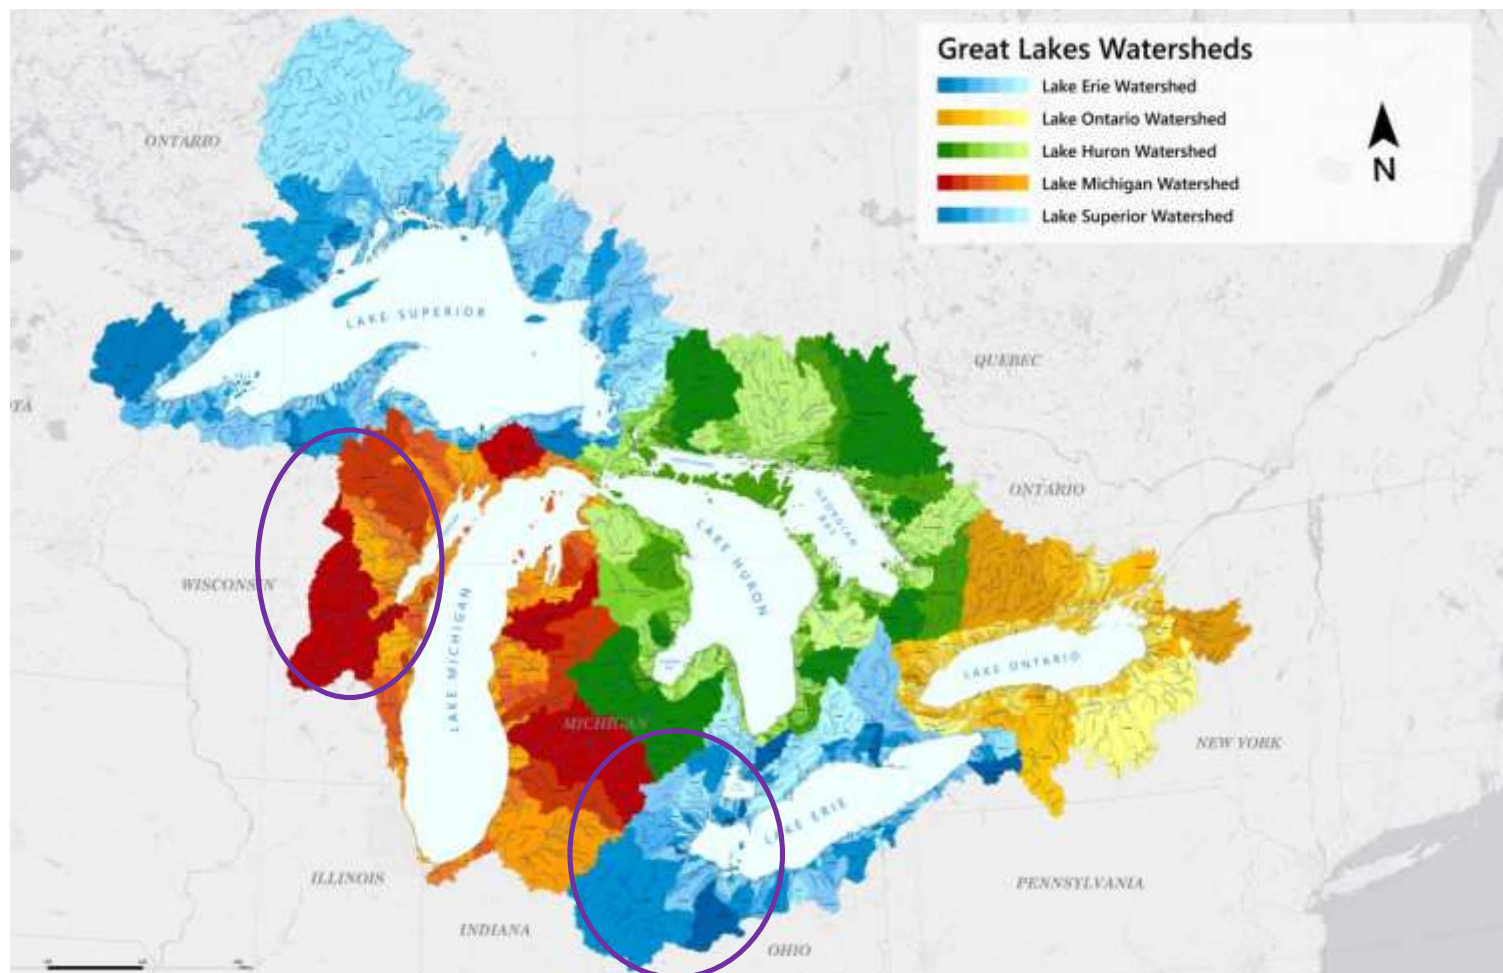 Great Lakes Watersheds
Lake Erie Watershed
Lake Ontario Watershed
Lake Huron Watershed
Lake Michigan Watershed
Lake Superior Watershed
N
ONTARIO
LAKE SUPERIOR
QUEBEC
TA
ONTARIO
GEORGIAN
BAY
LAKE HURON
WISCONSIN
LAKE MICHIGAN
LAKE ONTARIO
MICHIGAN
NEW YORK
LAKE ERIE
ILLINOIS
PENNSYLVANIA
INDIANA
OHIO